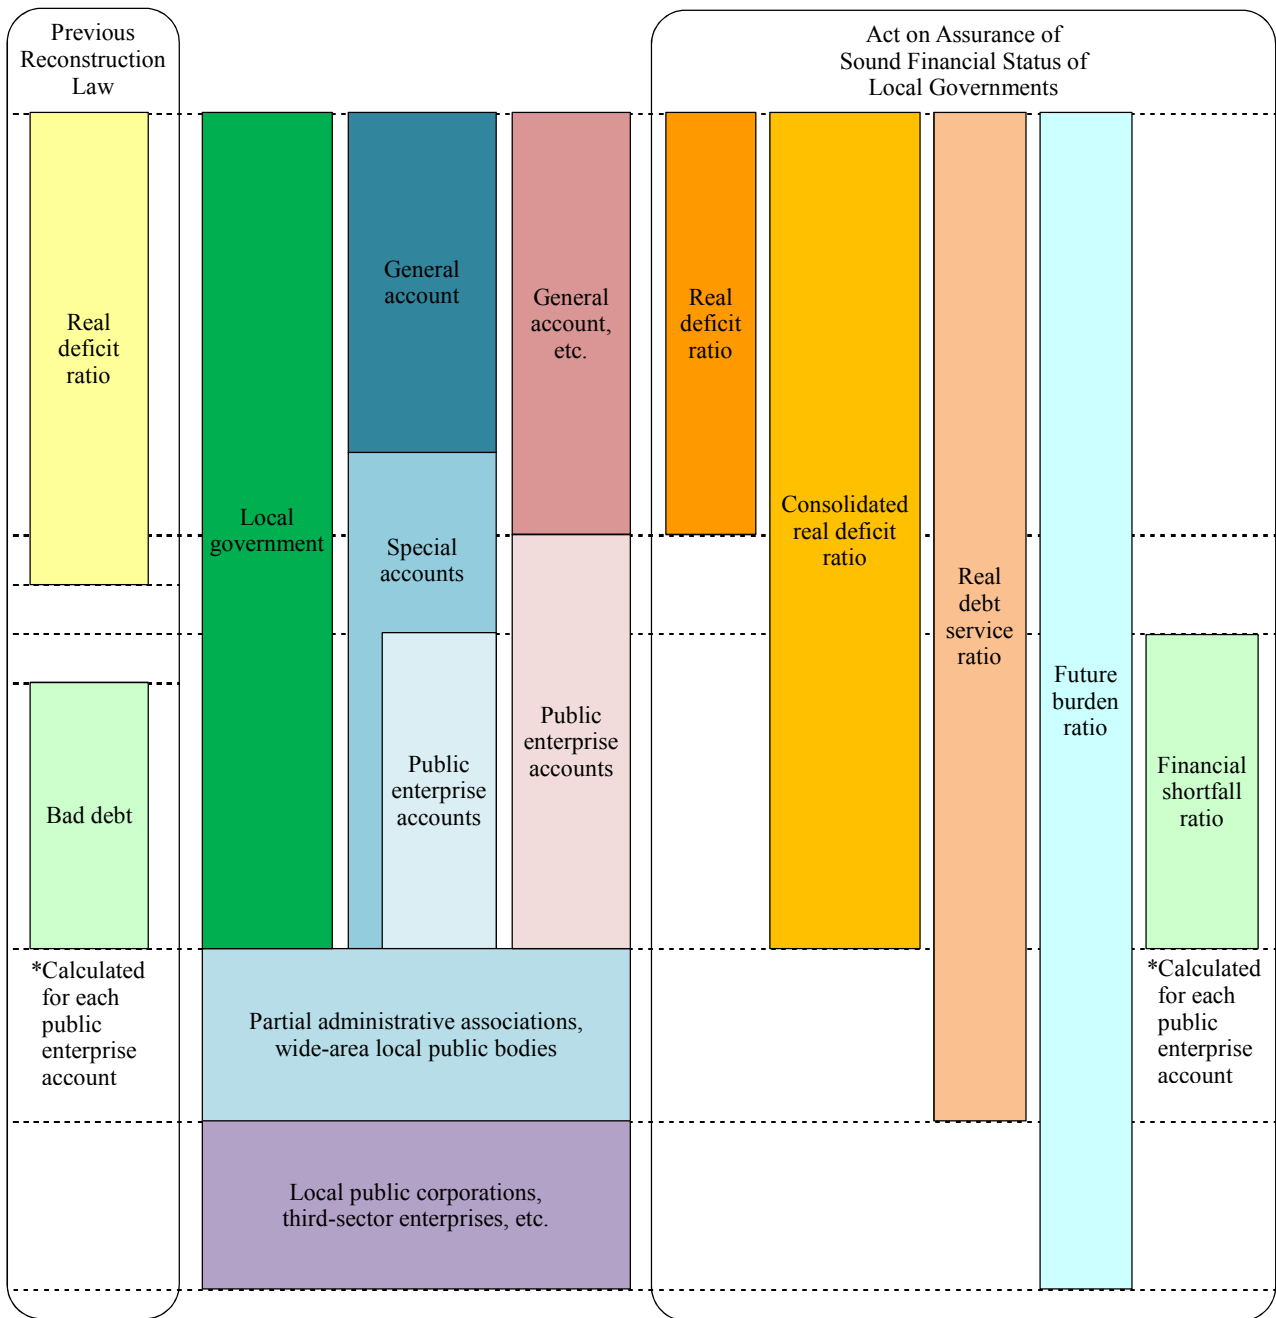 Previous
Reconstruction
Law
Act on Assurance of
Sound Financial Status of
Local Governments
Real
deficit
ratio
Bad debt
*Calculated
for each
public
enterprise
account
Local
government
General
account
Special
accounts
Public
enterprise
accounts
General
account,
etc.
Public
enterprise
accounts
Partial administrative associations,
wide-area local public bodies
Local public corporations,
third-sector enterprises, etc.
Real
deficit
ratio
Consolidated
real deficit
ratio
Real
debt
service
ratio
Future
burden
ratio
Financial
shortfall
ratio
*Calculated
for each
public
enterprise
account